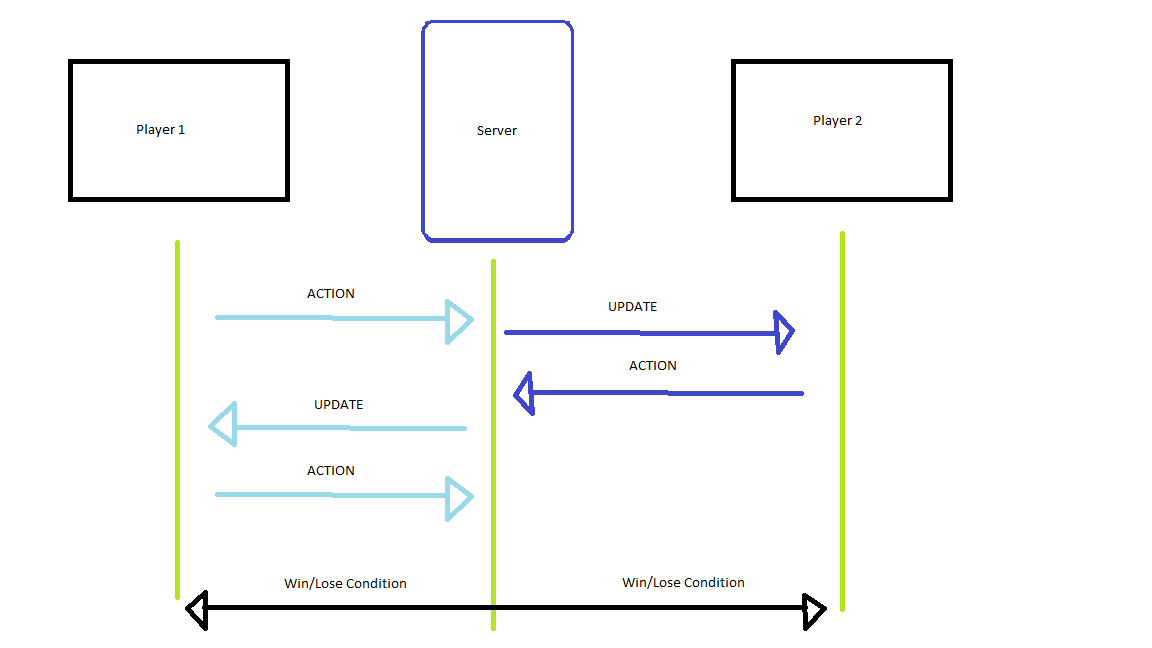 Player 1
Server
Player 2
ACTION
UPDATE
ACTION
UPDATE
ACTION
Win/Lose Condition
Win/Lose Condition